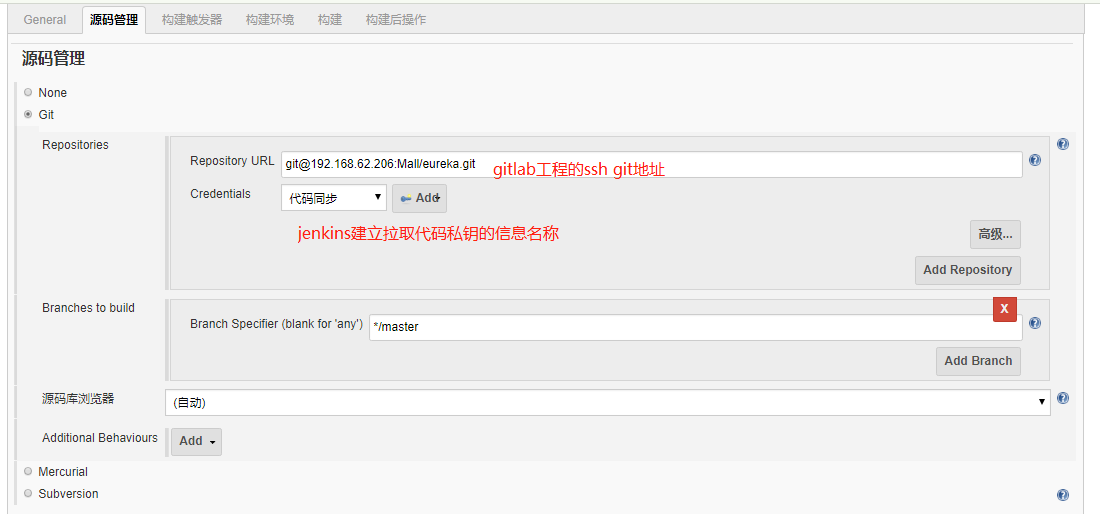 General 源码管理 构建触发器 构建环境 构建 构建后操作
源码管理
None
Git
Repositories
Repository URL git@192.168.62.206:Mall/eureka.git gitlab工程的ssh git地址
Credentials 代码同步 Add
jenkins建立拉取代码私钥的信息名称
高级...
Add Repository
Branches to build
X
Branch Specifier (blank for 'any') */master
Add Branch
源码库浏览器 (自动)
Additional Behaviours Add
Mercurial
Subversion